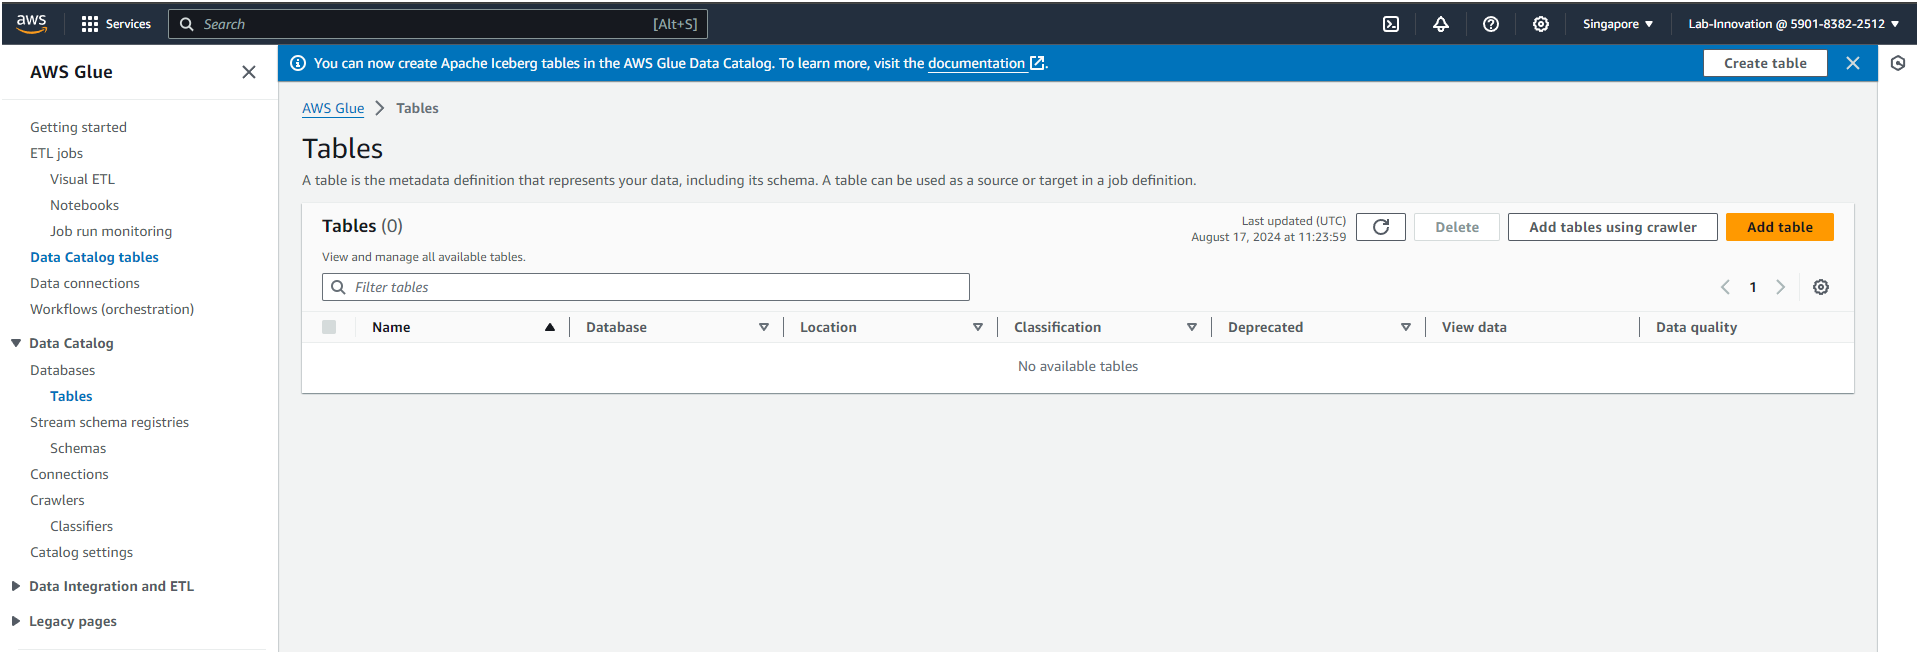 aws
Services
Search
[Alt+S]
Singapore
Lab-Innovation @ 5901-8382-2512
AWS Glue
You can now create Apache Iceberg tables in the AWS Glue Data Catalog. To learn more, visit the documentation.
Create table
Getting started
ETL jobs
Visual ETL
Notebooks
Job run monitoring
Data Catalog tables
Data connections
Workflows (orchestration)
Data Catalog
Databases
Tables
Stream schema registries
Schemas
Connections
Crawlers
Classifiers
Catalog settings
Data Integration and ETL
Legacy pages
AWS Glue
Tables
Tables
A table is the metadata definition that represents your data, including its schema. A table can be used as a source or target in a job definition.
Tables (0)
Last updated (UTC)
August 17, 2024 at 11:23:59
Delete
Add tables using crawler
Add table
View and manage all available tables.
Filter tables
1
Name
Database
Location
Classification
Deprecated
View data
Data quality
No available tables